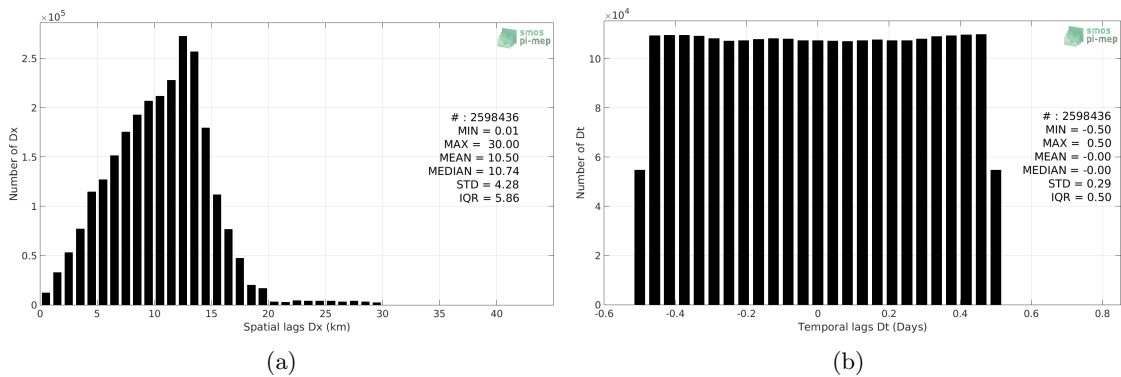 ×10⁵
smos
pi-mep
2.5
2
1.5
1
0.5
0
Number of Dx
# : 2598436
MIN = 0.01
MAX = 30.00
MEAN = 10.50
MEDIAN = 10.74
STD = 4.28
IQR = 5.86
0 5 10 15 20 25 30 35 40
Spatial lags Dx (km)
(a)
×10⁴
smos
pi-mep
10
8
6
4
2
0
Number of Dt
# : 2598436
MIN = -0.50
MAX = 0.50
MEAN = -0.00
MEDIAN = -0.00
STD = 0.29
IQR = 0.50
-0.6 -0.4 -0.2 0 0.2 0.4 0.6 0.8
Temporal lags Dt (Days)
(b)